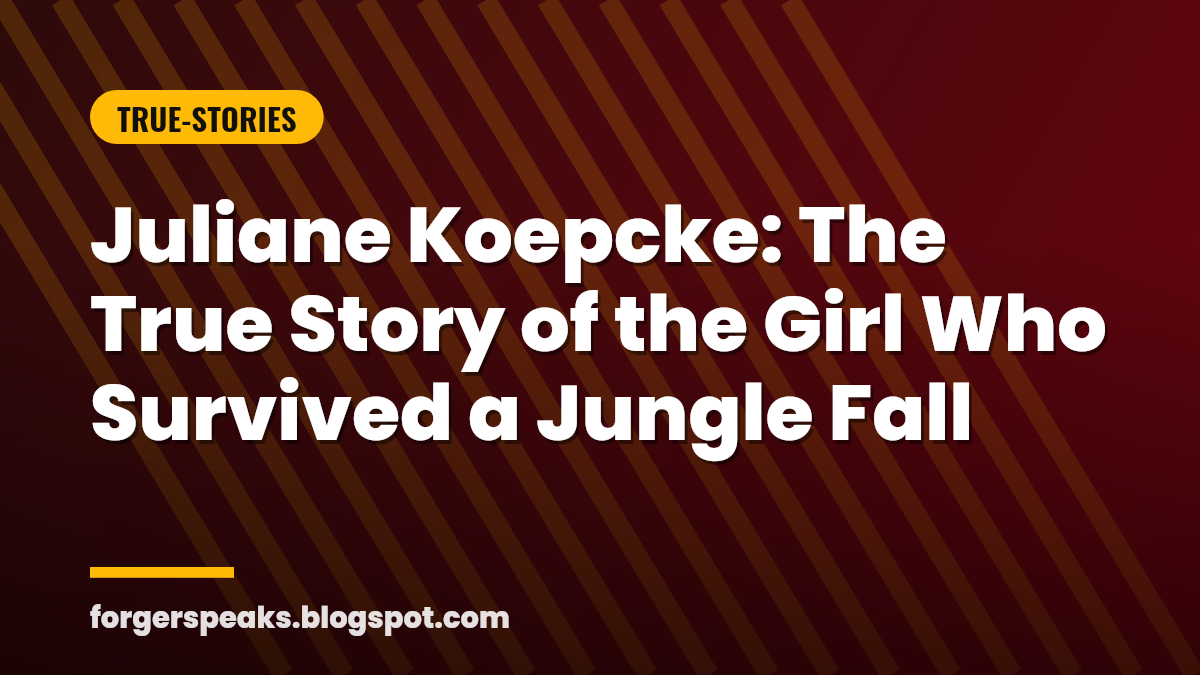 TRUE-STORIES
Juliane Koepcke: The
True Story of the Girl Who
Survived a Jungle Fall
forgerspeaks.blogspot.com